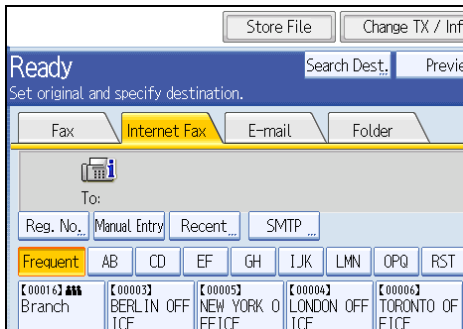 Store File Change TX / Inf
Ready Search Dest. Previe
Set original and specify destination.
Fax Internet Fax E-mail Folder
To:
Reg. No. Manual Entry Recent SMTP
Frequent AB CD EF GH IJK LMN OPQ RST
【00016】 【00003】 【00005】 【00004】 【00006】
Branch BERLIN OFF NEW YORK O LONDON OFF TORONTO OF
ICE FFICE ICE FICE